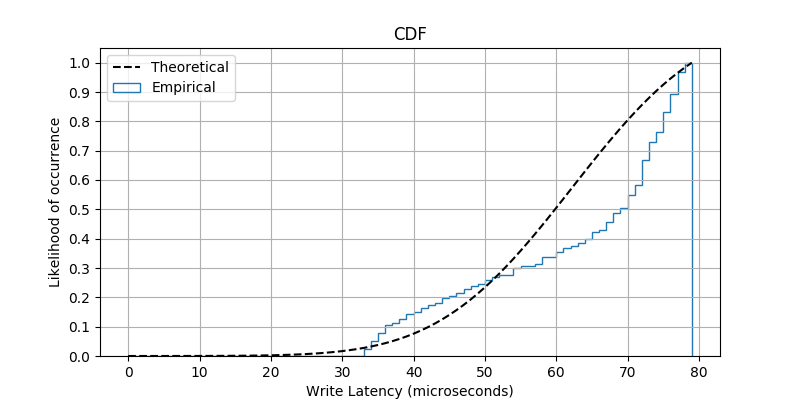 CDF
Theoretical
Empirical
Likelihood of occurrence
1.0
0.9
0.8
0.7
0.6
0.5
0.4
0.3
0.2
0.1
0.0
0 10 20 30 40 50 60 70 80
Write Latency (microseconds)